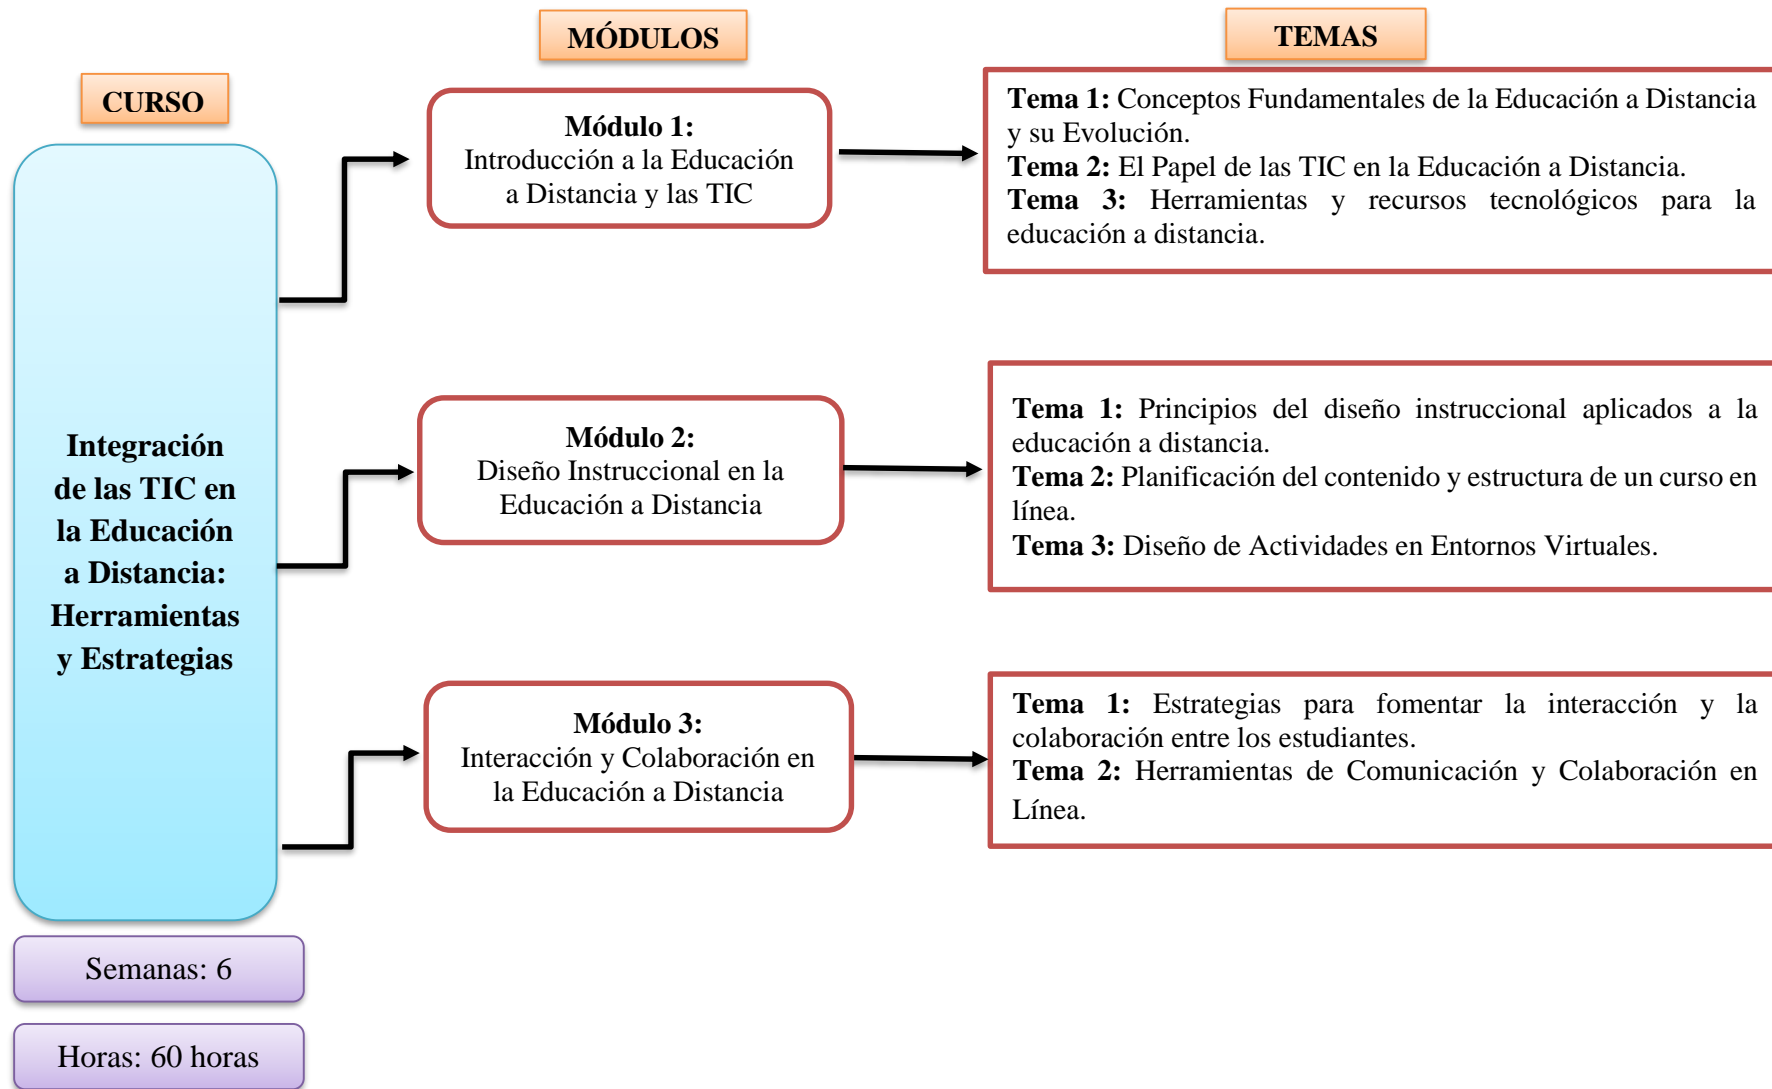 MÓDULOS
TEMAS
CURSO
Integración
de las TIC en
la Educación
a Distancia:
Herramientas
y Estrategias
Semanas: 6
Horas: 60 horas
Módulo 1:
Introducción a la Educación
a Distancia y las TIC
Tema 1: Conceptos Fundamentales de la Educación a Distancia
y su Evolución.
Tema 2: El Papel de las TIC en la Educación a Distancia.
Tema 3: Herramientas y recursos tecnológicos para la
educación a distancia.
Módulo 2:
Diseño Instruccional en la
Educación a Distancia
Tema 1: Principios del diseño instruccional aplicados a la
educación a distancia.
Tema 2: Planificación del contenido y estructura de un curso en
línea.
Tema 3: Diseño de Actividades en Entornos Virtuales.
Módulo 3:
Interacción y Colaboración en
la Educación a Distancia
Tema 1: Estrategias para fomentar la interacción y la
colaboración entre los estudiantes.
Tema 2: Herramientas de Comunicación y Colaboración en
Línea.